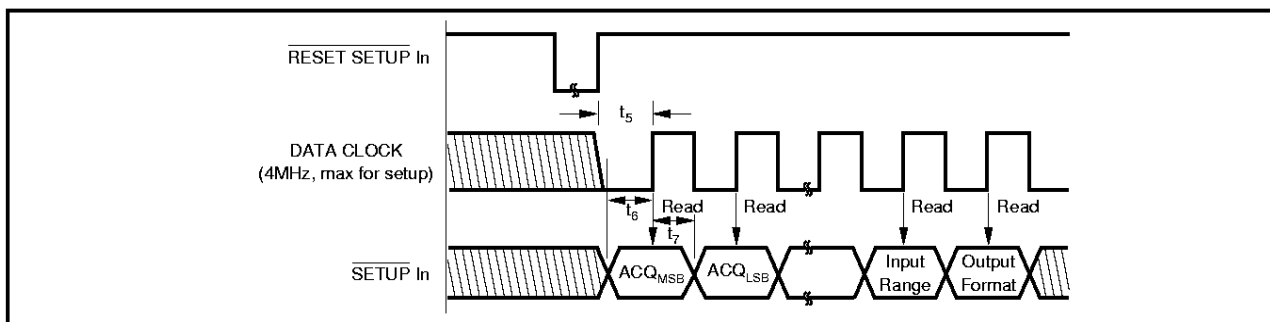 RESET SETUP In
t5
DATA CLOCK
(4MHz, max for setup)
t6
Read
Read
Read
Read
t7
SETUP In
ACQMSB
ACQLSB
Input
Range
Output
Format